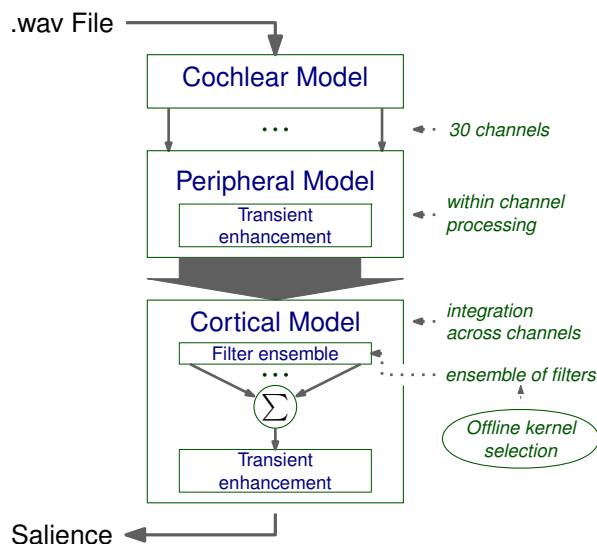 .wav File
Cochlear Model
...
30 channels
Peripheral Model
Transient
enhancement
within channel
processing
Cortical Model
integration
across channels
Filter ensemble
...
ensemble of filters
∑
Offline kernel
selection
Transient
enhancement
Salience